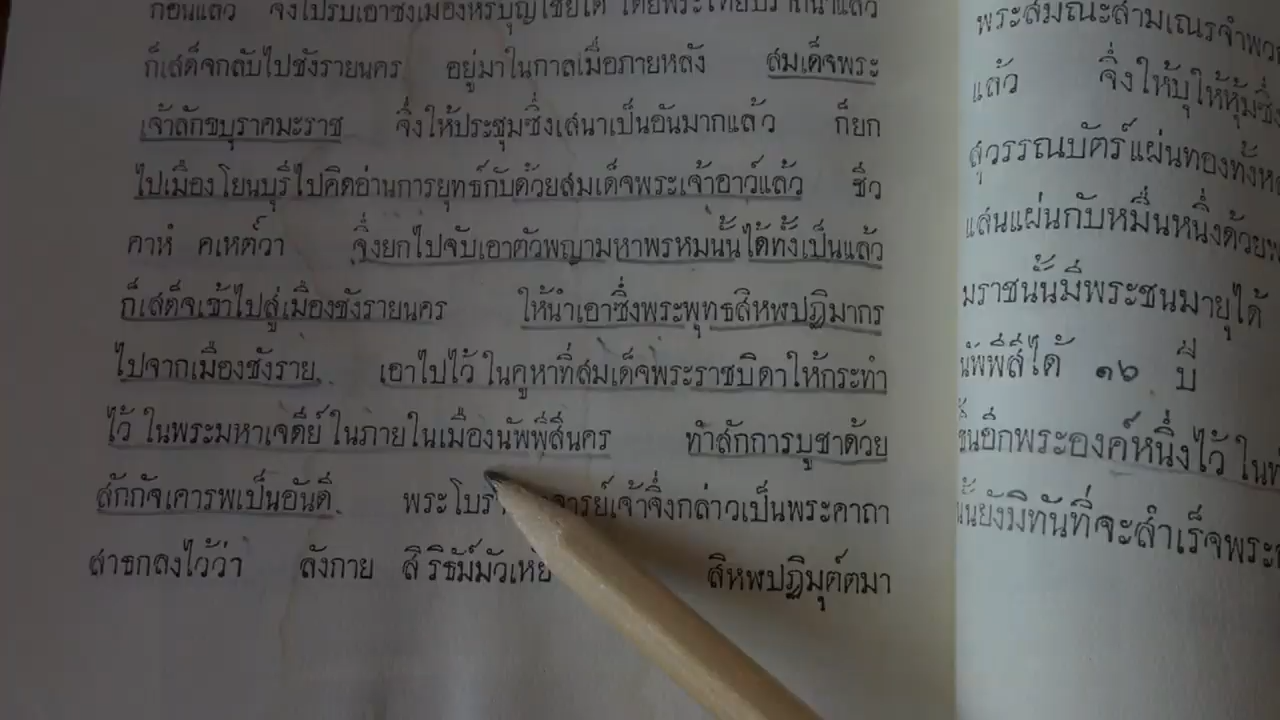 ก่อนแล้ว จึ่งไปรบเอาซึ่งเมืองหริบุญไชยได้
ก็เสด็จกลับไปชังรายนคร อยู่มาในกาลเมื่อภายหลัง สมเด็จพระ
เจ้าลักขบุราคมะราช จึ่งให้ประชุมซึ่งเสนาเป็นอันมากแล้ว ก็ยก
ไปเมืองโยนบุรีไปคิดอ่านการยุทธ์กับด้วยสมเด็จพระเจ้าอาว์แล้ว ชีว
คาหํ คเหต์วา จึ่งยกไปจับเอาตัวพญามหาพรหมนั้นได้ทั้งเป็นแล้ว
ก็เสด็จเข้าไปสู่เมืองชังรายนคร ให้นำเอาซึ่งพระพุทธสิหพปฏิมากร
ไปจากเมืองชังราย. เอาไปไว้ในคูหาที่สมเด็จพระราชบิดาให้กระทำ
ไว้ในพระมหาเจดีย์ในภายในเมืองนัพพีสีนคร ทำสักการบูชาด้วย
สักกัจเคารพเป็นอันดี. จารย์เจ้าจึ่งกล่าวเป็นพระคาถา
สาธกลงไว้ว่า ลังกาย สิหพปฏิมุต์ตมา
พระสมณะสามเณรจำพว
แล้ว จึ่งให้บุให้หุ้มซึ่
สูวรรณบัตร์แผ่นทองทั้งห
แสนแผ่นกับหมื่นหนึ่งด้วย
มราชนั้นมีพระชนมายุได้
นัพพีสีได้ ๑๖ ปี
อีกพระองค์หนึ่งไว้ในท่
นั้นยังมิทันที่จะสำเร็จพระ